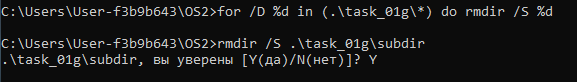 C:\Users\User-f3b9b643\OS2>for /D %d in (.\task_01g\*) do rmdir /S %d
C:\Users\User-f3b9b643\OS2>rmdir /S .\task_01g\subdir
.\task_01g\subdir, вы уверены [Y(да)/N(нет)]? Y